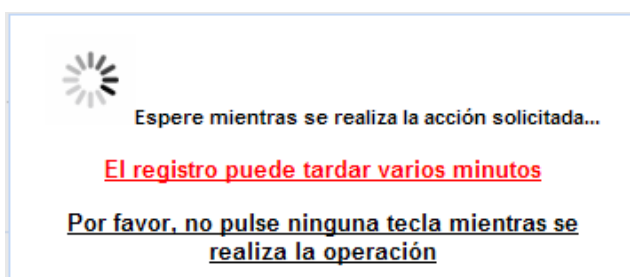 Espere mientras se realiza la acción solicitada...
El registro puede tardar varios minutos
Por favor, no pulse ninguna tecla mientras se
realiza la operación